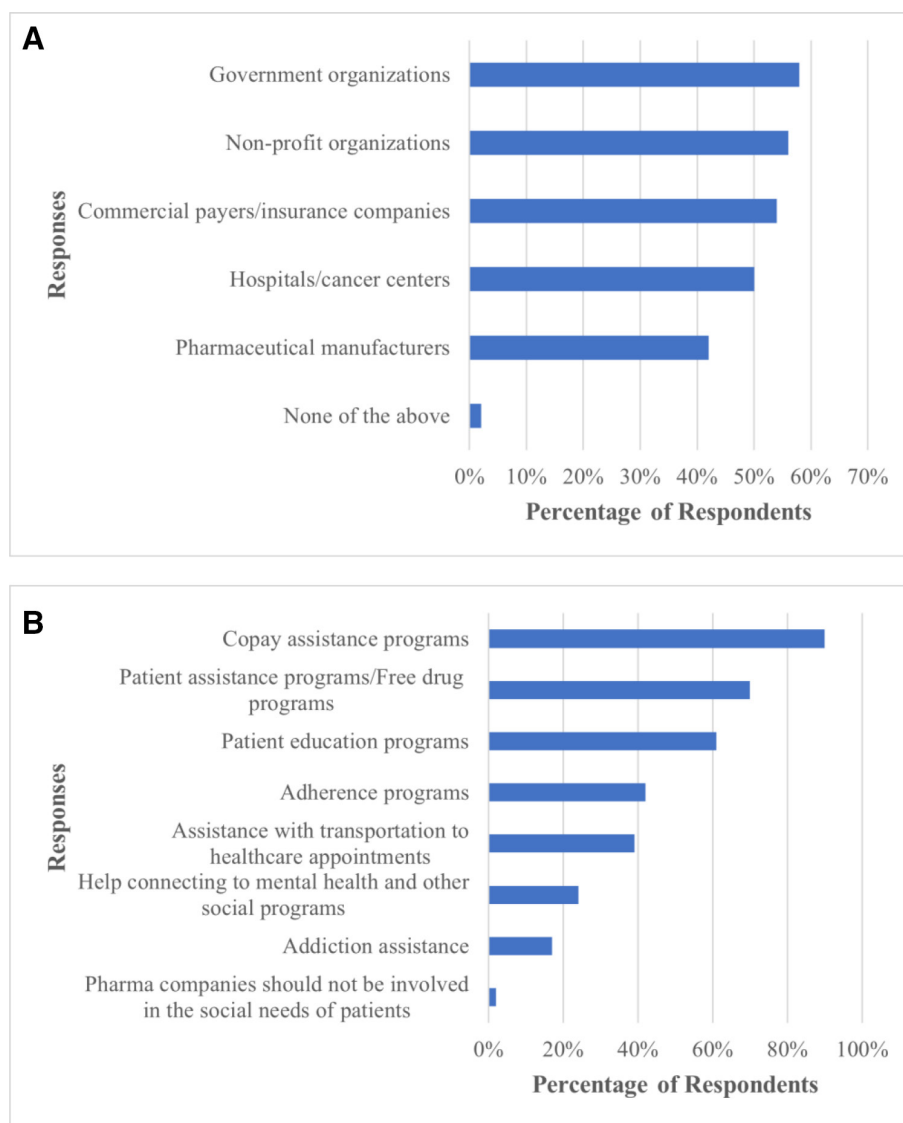 A
Responses
Government organizations
Non-profit organizations
Commercial payers/insurance companies
Hospitals/cancer centers
Pharmaceutical manufacturers
None of the above
0% 10% 20% 30% 40% 50% 60% 70%
Percentage of Respondents
B
Responses
Copay assistance programs
Patient assistance programs/Free drug
programs
Patient education programs
Adherence programs
Assistance with transportation to
healthcare appointments
Help connecting to mental health and other
social programs
Addiction assistance
Pharma companies should not be involved
in the social needs of patients
0% 20% 40% 60% 80% 100%
Percentage of Respondents